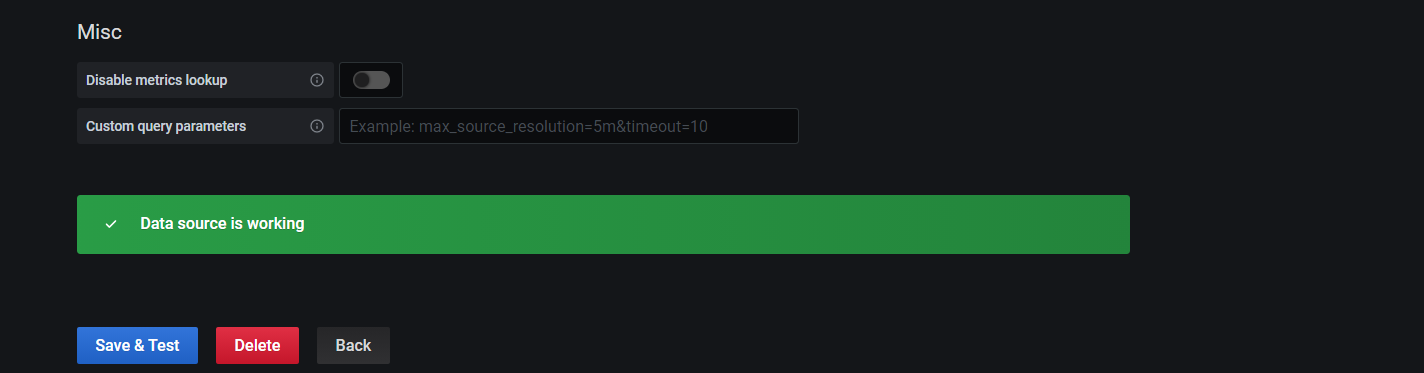 Misc
Disable metrics lookup
Custom query parameters Example: max_source_resolution=5m&timeout=10
Data source is working
Save & Test Delete Back